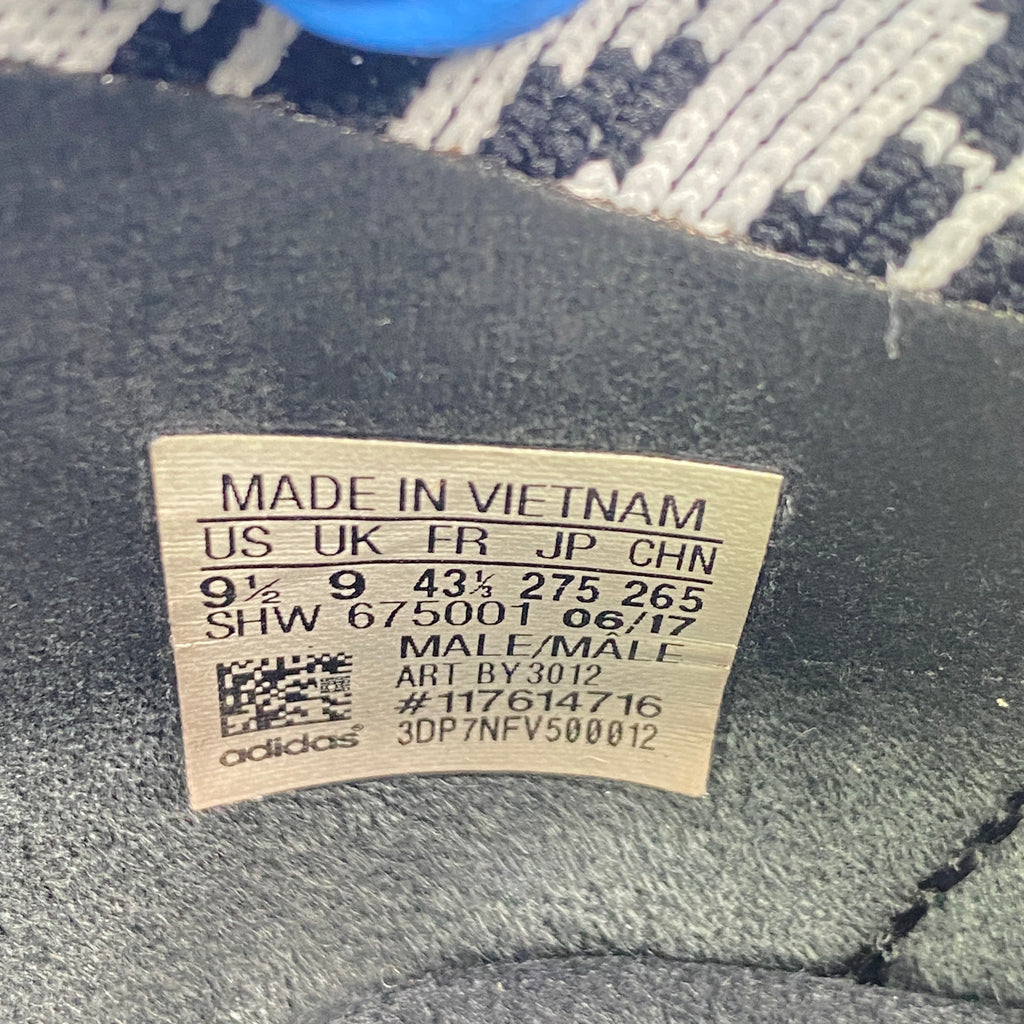 MADE IN VIETNAM
US UK FR JP CHN
9½ 9 43⅓ 275 265
SHW 675001 06/17
MALE/MÂLE
ART BY3012
#117614716
3DP7NFV500012
adidas®